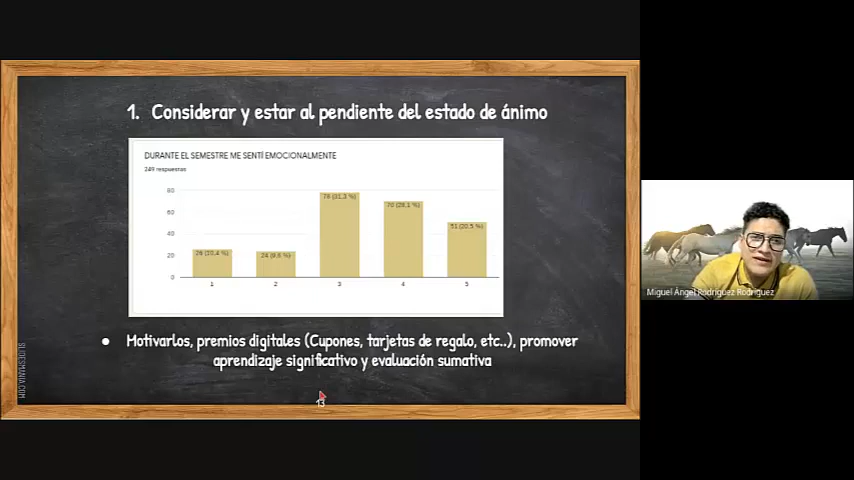 1. Considerar y estar al pendiente del estado de ánimo
DURANTE EL SEMESTRE ME SENTÍ EMOCIONALMENTE
249 respuestas
80
60
40
20
0
26 (10,4 %)
24 (9,6 %)
78 (31,3 %)
70 (28,1 %)
51 (20,5 %)
1
2
3
4
5
● Motivarlos, premios digitales (Cupones, tarjetas de regalo, etc..), promover
aprendizaje significativo y evaluación sumativa
SLIDESMANIA.COM
13
Miguel Ángel Rodríguez Rodríguez